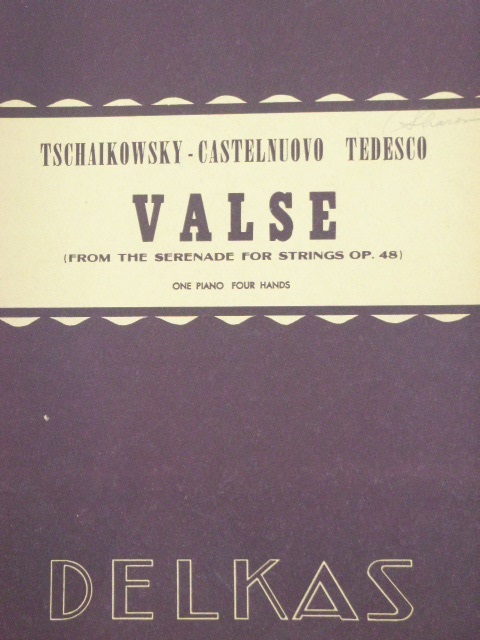 TSCHAIKOWSKY - CASTELNUOVO TEDESCO
VALSE
(FROM THE SERENADE FOR STRINGS OP. 48)
ONE PIANO FOUR HANDS
DELKAS